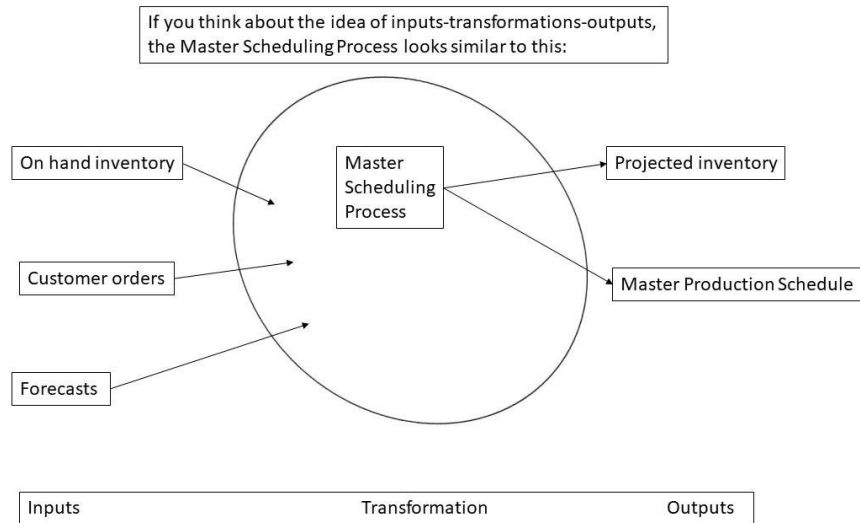 If you think about the idea of inputs-transformations-outputs,
the Master Scheduling Process looks similar to this:
On hand inventory
Master
Scheduling
Process
Projected inventory
Customer orders
Master Production Schedule
Forecasts
Inputs Transformation Outputs